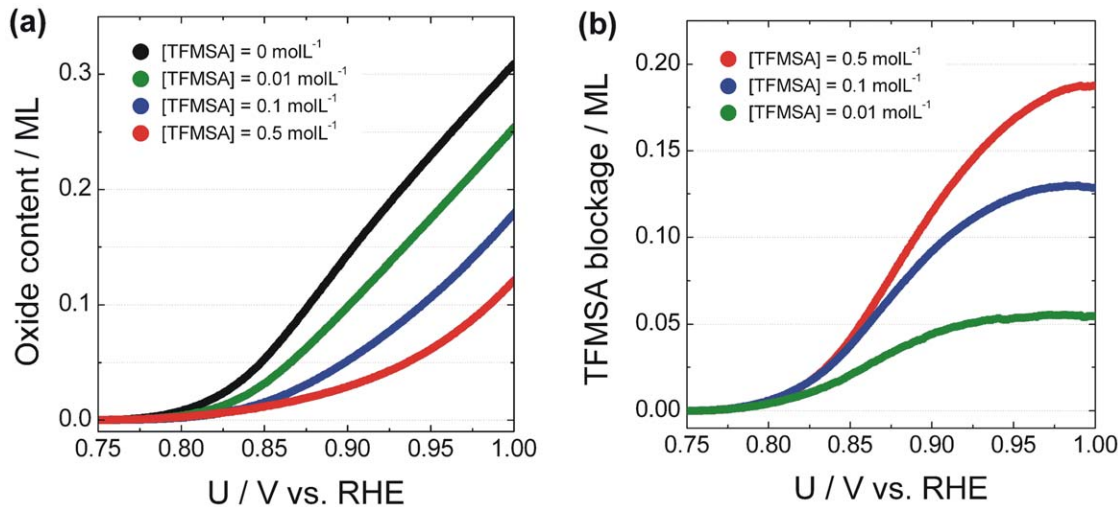 (a)
[TFMSA] = 0 molL⁻¹
[TFMSA] = 0.01 molL⁻¹
[TFMSA] = 0.1 molL⁻¹
[TFMSA] = 0.5 molL⁻¹
Oxide content / ML
0.3
0.2
0.1
0.0
0.75 0.80 0.85 0.90 0.95 1.00
U / V vs. RHE
(b)
[TFMSA] = 0.5 molL⁻¹
[TFMSA] = 0.1 molL⁻¹
[TFMSA] = 0.01 molL⁻¹
TFMSA blockage / ML
0.20
0.15
0.10
0.05
0.00
0.75 0.80 0.85 0.90 0.95 1.00
U / V vs. RHE